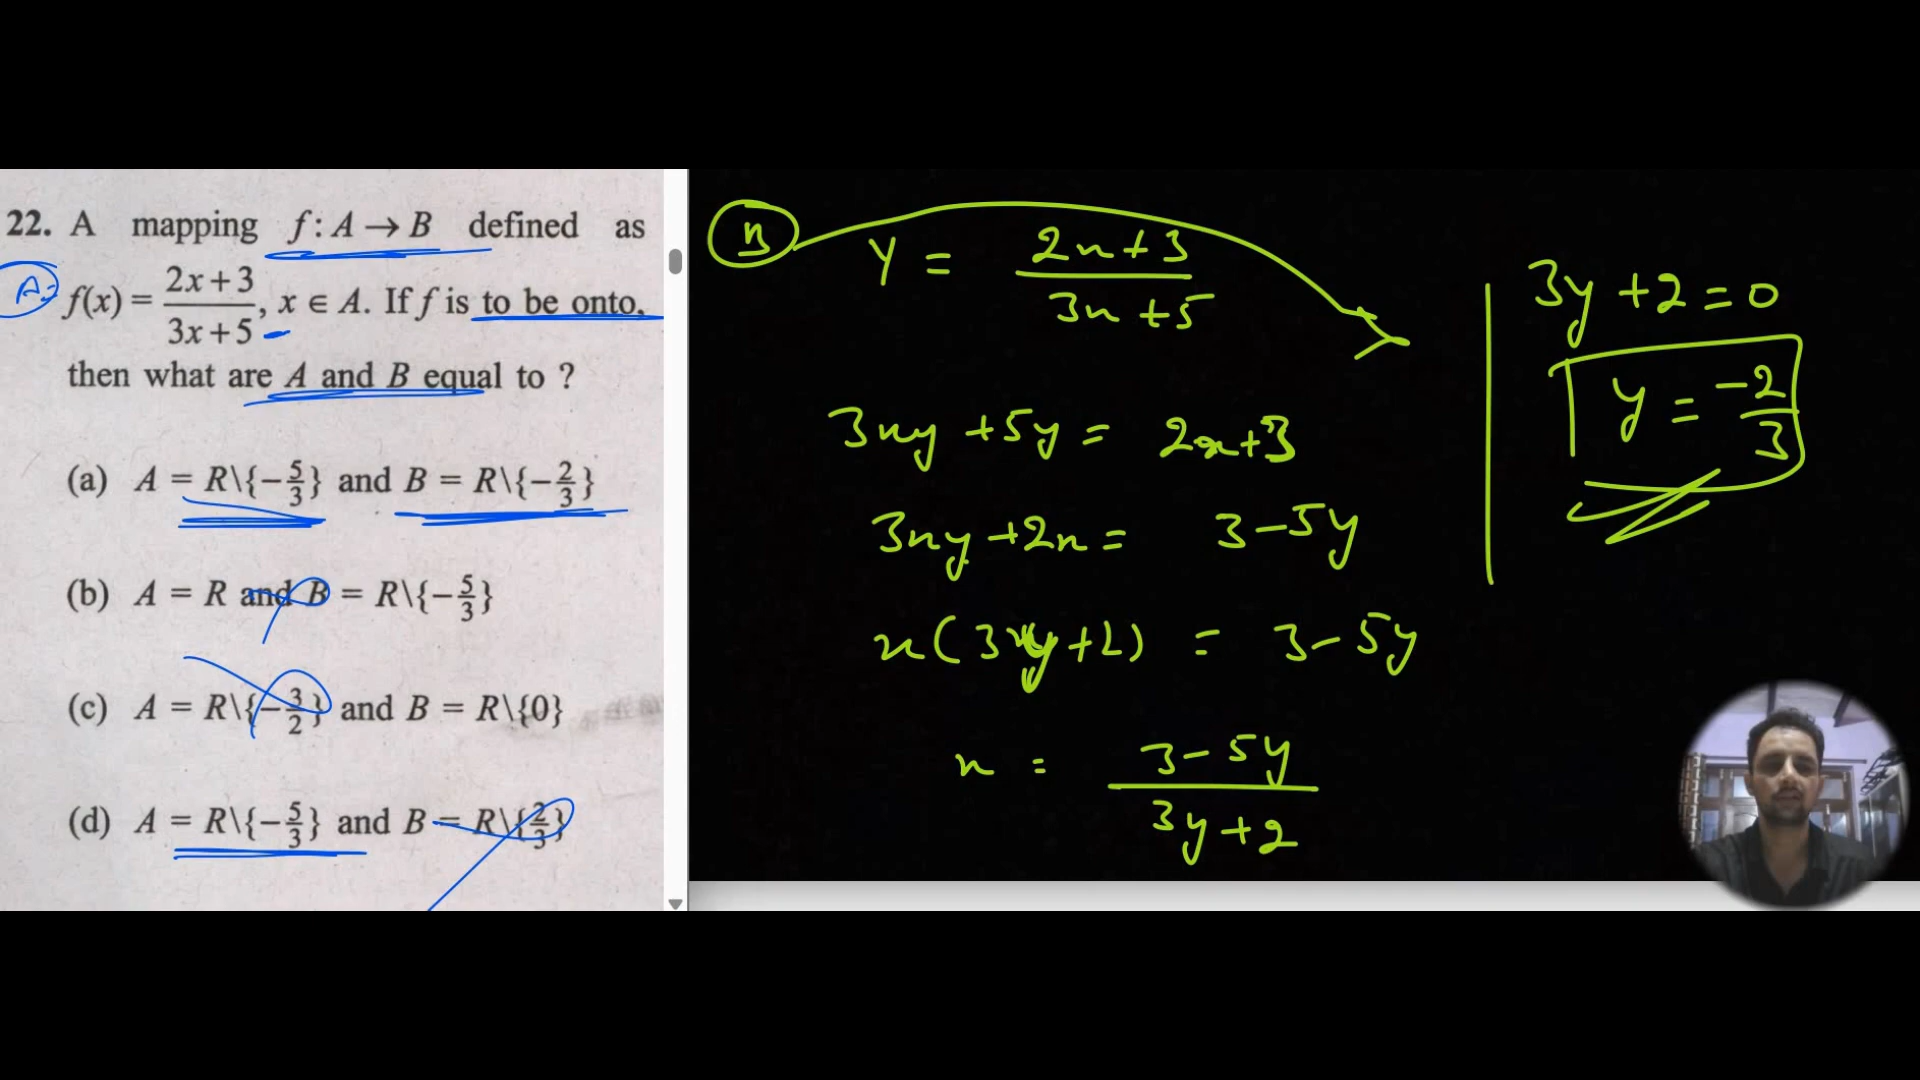 22. A mapping f : A → B defined as
A:
f(x) = (2x+3)/(3x+5), x ∈ A. If f is to be onto,
then what are A and B equal to ?
(a) A = R\{−5/3} and B = R\{−2/3}
(b) A = R and B = R\{−5/3}
(c) A = R\{−3/2} and B = R\{0}
(d) A = R\{−5/3} and B = R\{2/3}
B
y = (2x+3)/(3x+5)
3xy + 5y = 2x+3
3xy + 2x = 3 − 5y
x(3y+2) = 3 − 5y
x = (3 − 5y)/(3y + 2)
3y + 2 = 0
y = −2/3